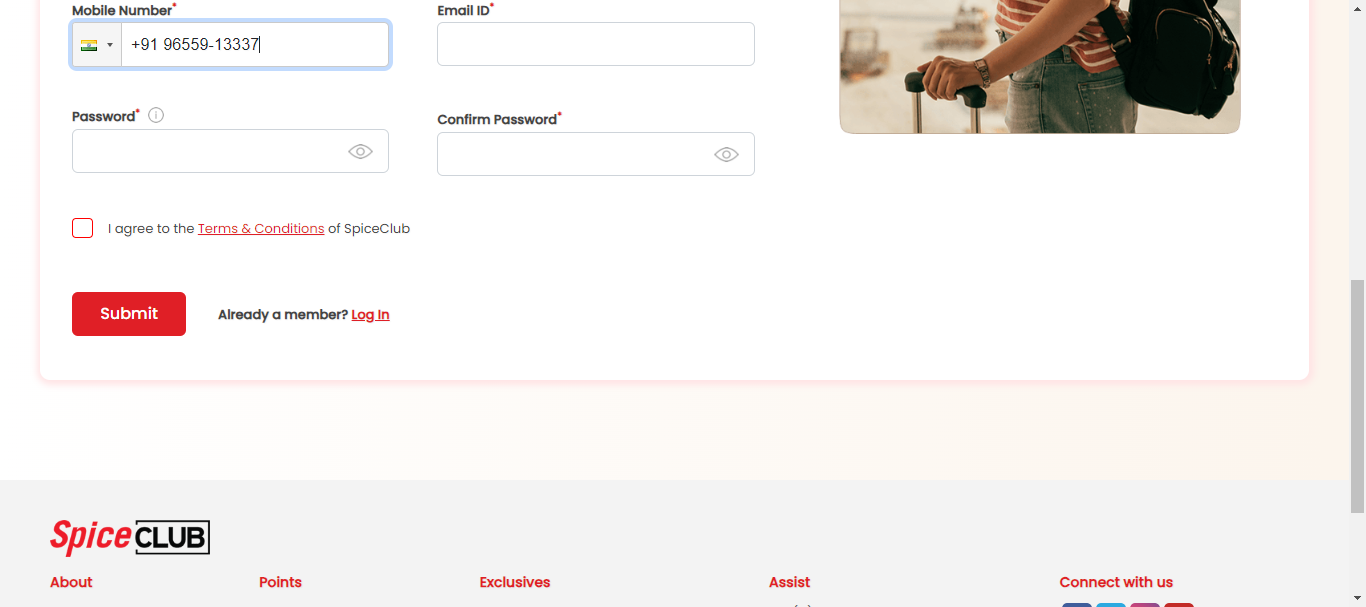 Mobile Number*
Email ID*
+91 96559-13337
Password*
Confirm Password*
I agree to the Terms & Conditions of SpiceClub
Submit
Already a member? Log In
Spice CLUB
About
Points
Exclusives
Assist
Connect with us